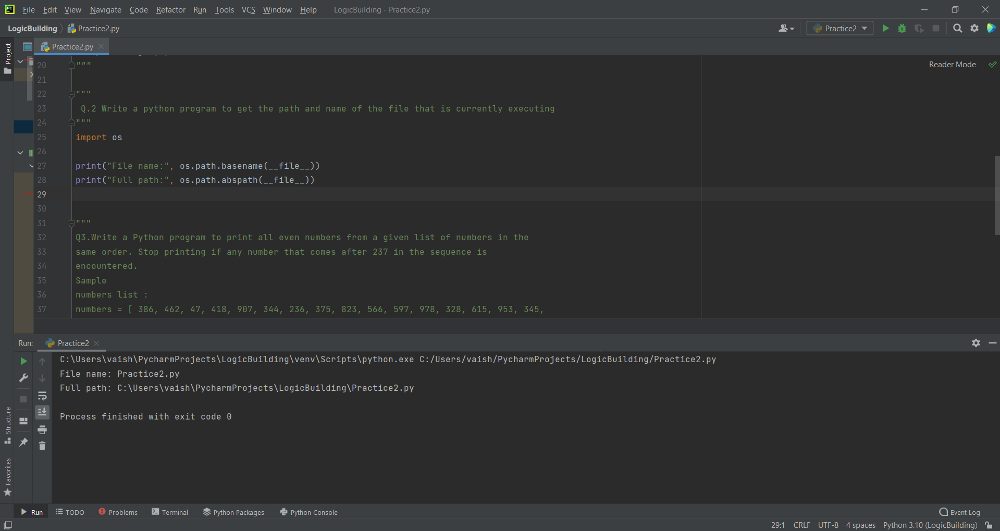 PC File Edit View Navigate Code Refactor Run Tools VCS Window Help LogicBuilding - Practice2.py
LogicBuilding Practice2.py Practice2
Project
Practice2.py
Reader Mode
20 """
21
22 """
23 Q.2 Write a python program to get the path and name of the file that is currently executing
24 """
25 import os
26
27 print("File name:", os.path.basename(__file__))
28 print("Full path:", os.path.abspath(__file__))
29
30
31 """
32 Q3.Write a Python program to print all even numbers from a given list of numbers in the
33 same order. Stop printing if any number that comes after 237 in the sequence is
34 encountered.
35 Sample
36 numbers list :
37 numbers = [ 386, 462, 47, 418, 907, 344, 236, 375, 823, 566, 597, 978, 328, 615, 953, 345,
Run: Practice2
C:\Users\vaish\PycharmProjects\LogicBuilding\venv\Scripts\python.exe C:/Users/vaish/PycharmProjects/LogicBuilding/Practice2.py
File name: Practice2.py
Full path: C:\Users\vaish\PycharmProjects\LogicBuilding\Practice2.py
Process finished with exit code 0
Structure
Favorites
Run TODO Problems Terminal Python Packages Python Console Event Log
29:1 CRLF UTF-8 4 spaces Python 3.10 (LogicBuilding)